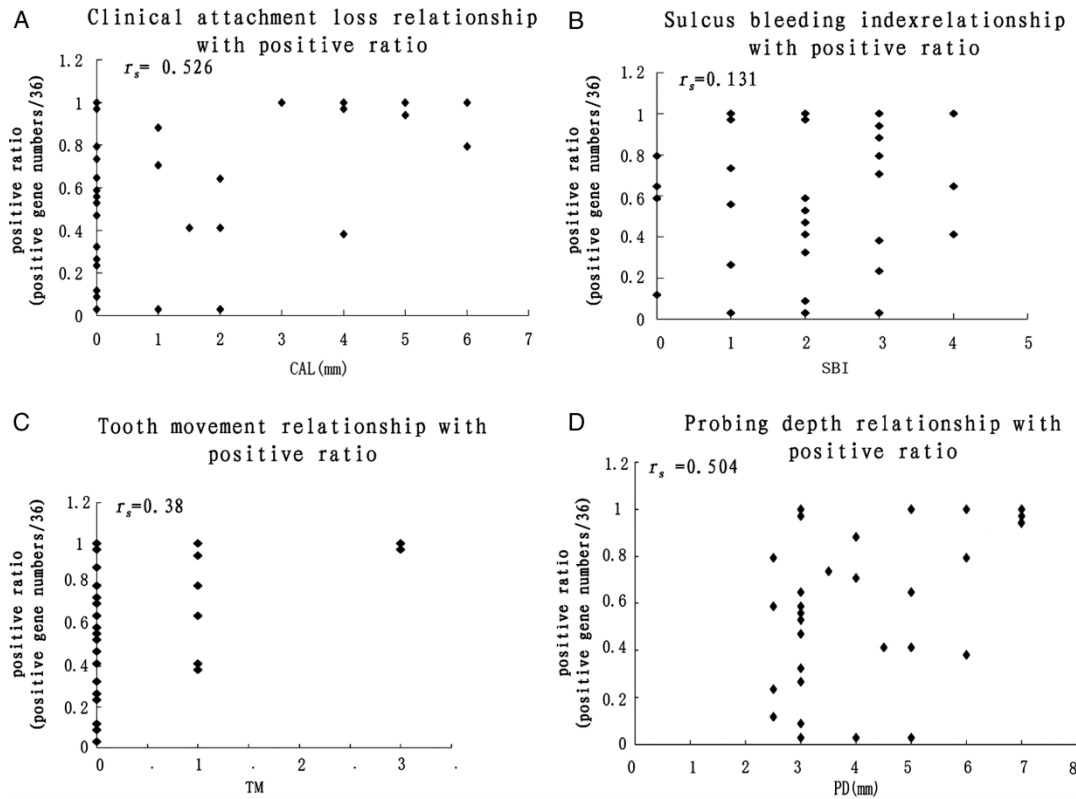 A
Clinical attachment loss relationship
with positive ratio
r_s= 0.526
1.2
1
0.8
0.6
0.4
0.2
0
positive ratio
(positive gene numbers/36)
0 1 2 3 4 5 6 7
CAL(mm)
B
Sulcus bleeding indexrelationship
with positive ratio
r_s=0.131
1.2
1
0.8
0.6
0.4
0.2
0
positive ratio
(positive gene numbers/36)
0 1 2 3 4 5
SBI
C
Tooth movement relationship with
positive ratio
r_s=0.38
1.2
1
0.8
0.6
0.4
0.2
0
positive ratio
(positive gene numbers/36)
0 . 1 . 2 . 3 .
TM
D
Probing depth relationship with
positive ratio
r_s =0.504
1.2
1
0.8
0.6
0.4
0.2
0
positive ratio
(positive gene numbers/36)
0 1 2 3 4 5 6 7 8
PD(mm)